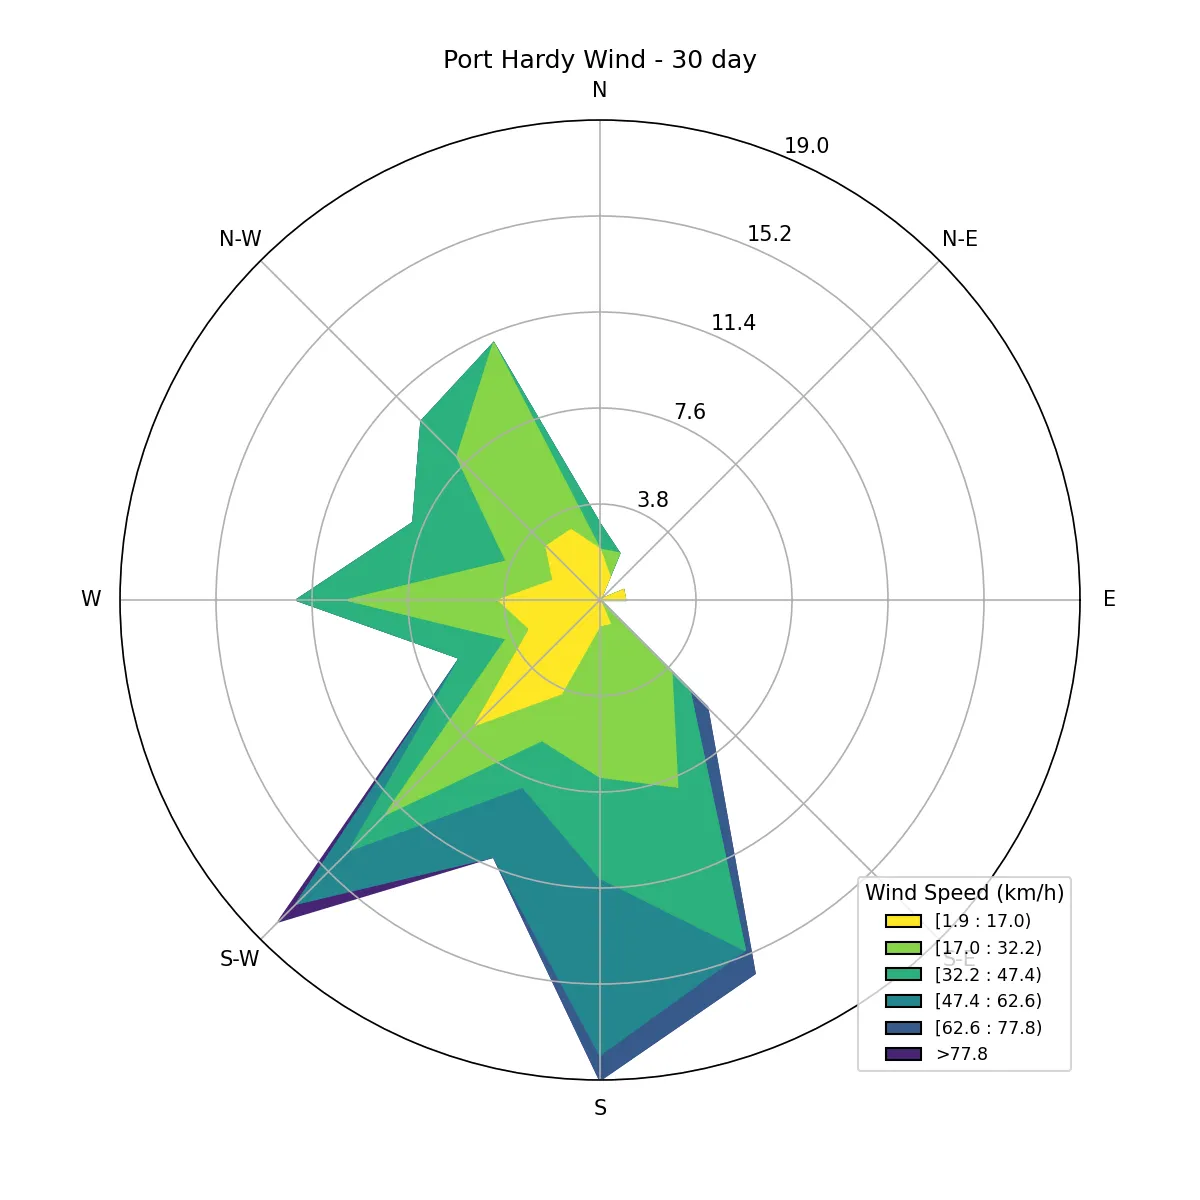 Port Hardy Wind - 30 day
N
19.0
15.2
N-W
N-E
11.4
7.6
3.8
W
E
Wind Speed (km/h)
[1.9 : 17.0)
[17.0 : 32.2)
S-W
S-E
[32.2 : 47.4)
[47.4 : 62.6)
[62.6 : 77.8)
>77.8
S